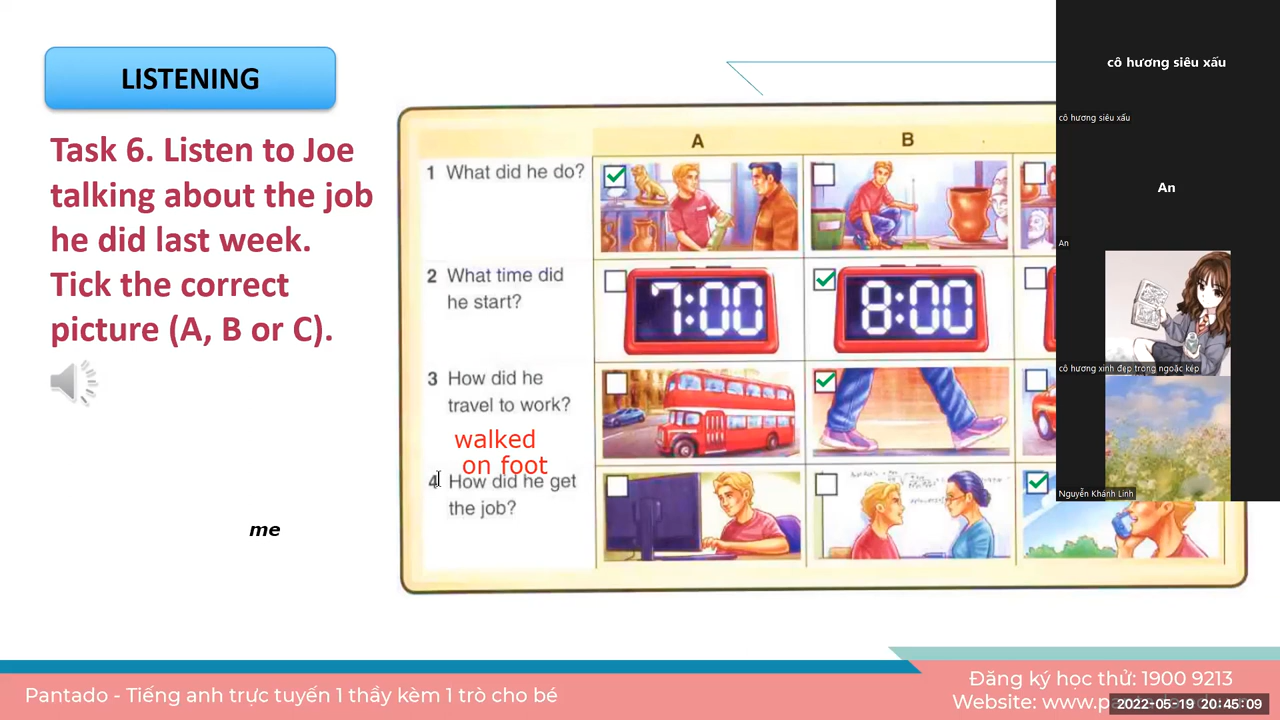 LISTENING
Task 6. Listen to Joe
talking about the job
he did last week.
Tick the correct
picture (A, B or C).
me
A
B
1 What did he do?
2 What time did
he start?
7:00
8:00
3 How did he
travel to work?
walked
on foot
4 How did he get
the job?
cô hương siêu xấu
cô hương siêu xấu
An
An
cô hương xinh đẹp trong ngoặc kép
Nguyễn Khánh Linh
Pantado - Tiếng anh trực tuyến 1 thầy kèm 1 trò cho bé
Đăng ký học thử: 1900 9213
Website:
2022-05-19 20:45:09